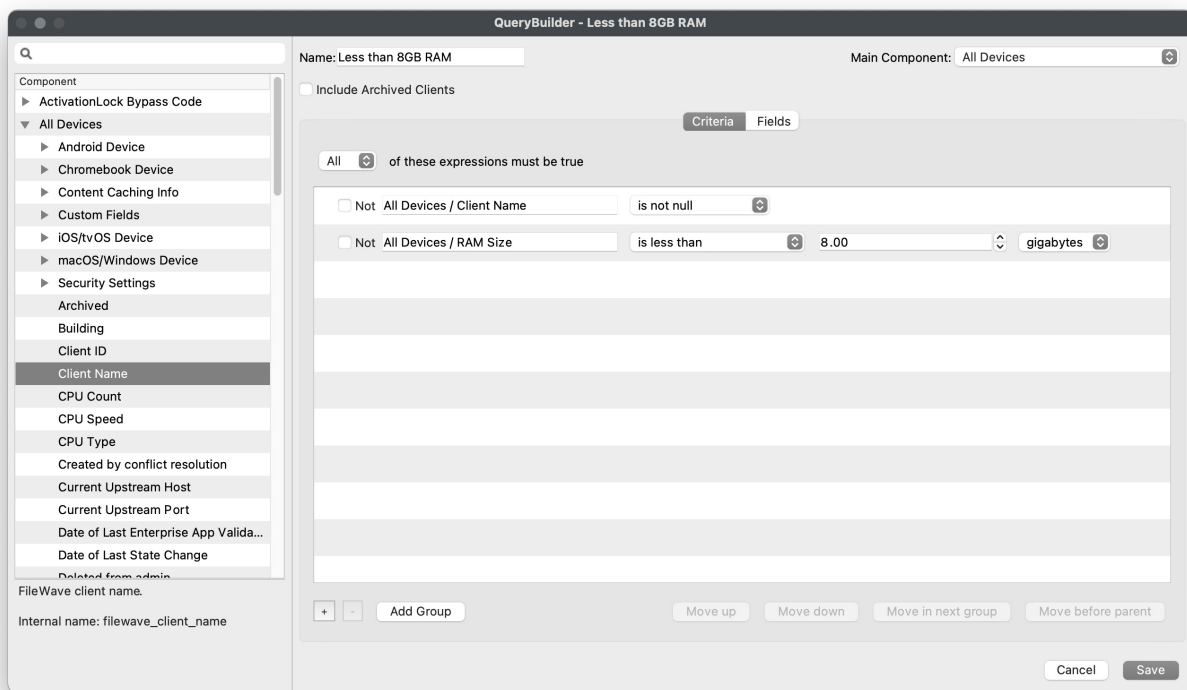 QueryBuilder - Less than 8GB RAM
Component
ActivationLock Bypass Code
All Devices
Android Device
Chromebook Device
Content Caching Info
Custom Fields
iOS/tvOS Device
macOS/Windows Device
Security Settings
Archived
Building
Client ID
Client Name
CPU Count
CPU Speed
CPU Type
Created by conflict resolution
Current Upstream Host
Current Upstream Port
Date of Last Enterprise App Valida...
Date of Last State Change
Deleted from admin
FileWave client name.
Internal name: filewave_client_name
Name: Less than 8GB RAM
Main Component: All Devices
Include Archived Clients
Criteria Fields
All of these expressions must be true
Not All Devices / Client Name is not null
Not All Devices / RAM Size is less than 8.00 gigabytes
+ - Add Group Move up Move down Move in next group Move before parent
Cancel Save